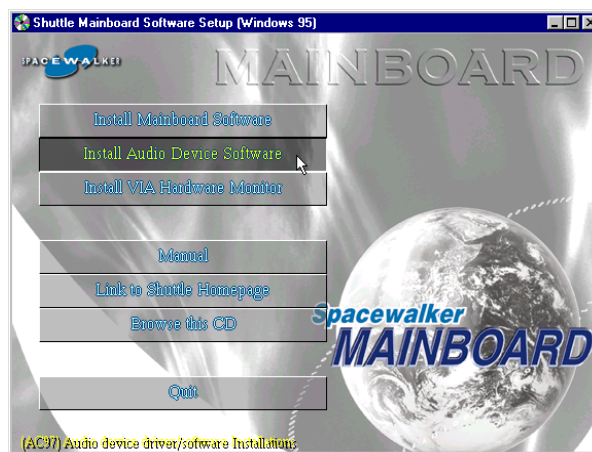 Shuttle Mainboard Software Setup (Windows 95)
SPACEWALKER
MAINBOARD
Install Mainboard Software
Install Audio Device Software
Install VIA Hardware Monitor
Manual
Link to Shuttle Homepage
Browse this CD
Spacewalker
MAINBOARD
Quit
(AC97) Audio device driver/software Installations